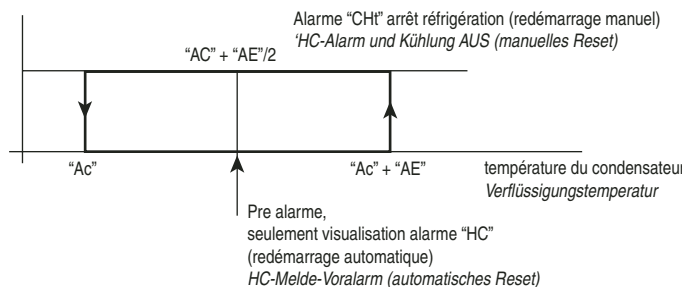 Alarme “CHt” arrêt réfrigération (redémarrage manuel)
‘HC-Alarm und Kühlung AUS (manuelles Reset)
“AC” + “AE”/2
“Ac”
“Ac” + “AE”
température du condensateur
Verflüssigungstemperatur
Pre alarme,
seulement visualisation alarme “HC”
(redémarrage automatique)
HC-Melde-Voralarm (automatisches Reset)